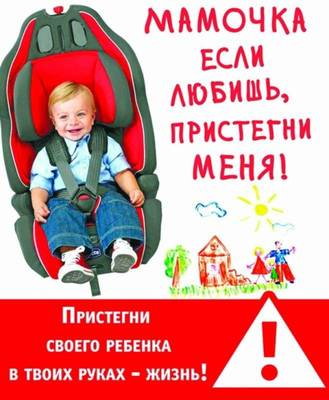 МАМОЧКА
ЕСЛИ
ЛЮБИШЬ,
ПРИСТЕГНИ
МЕНЯ!
ПРИСТЕГНИ
СВОЕГО РЕБЕНКА
В ТВОИХ РУКАХ – ЖИЗНЬ!
!